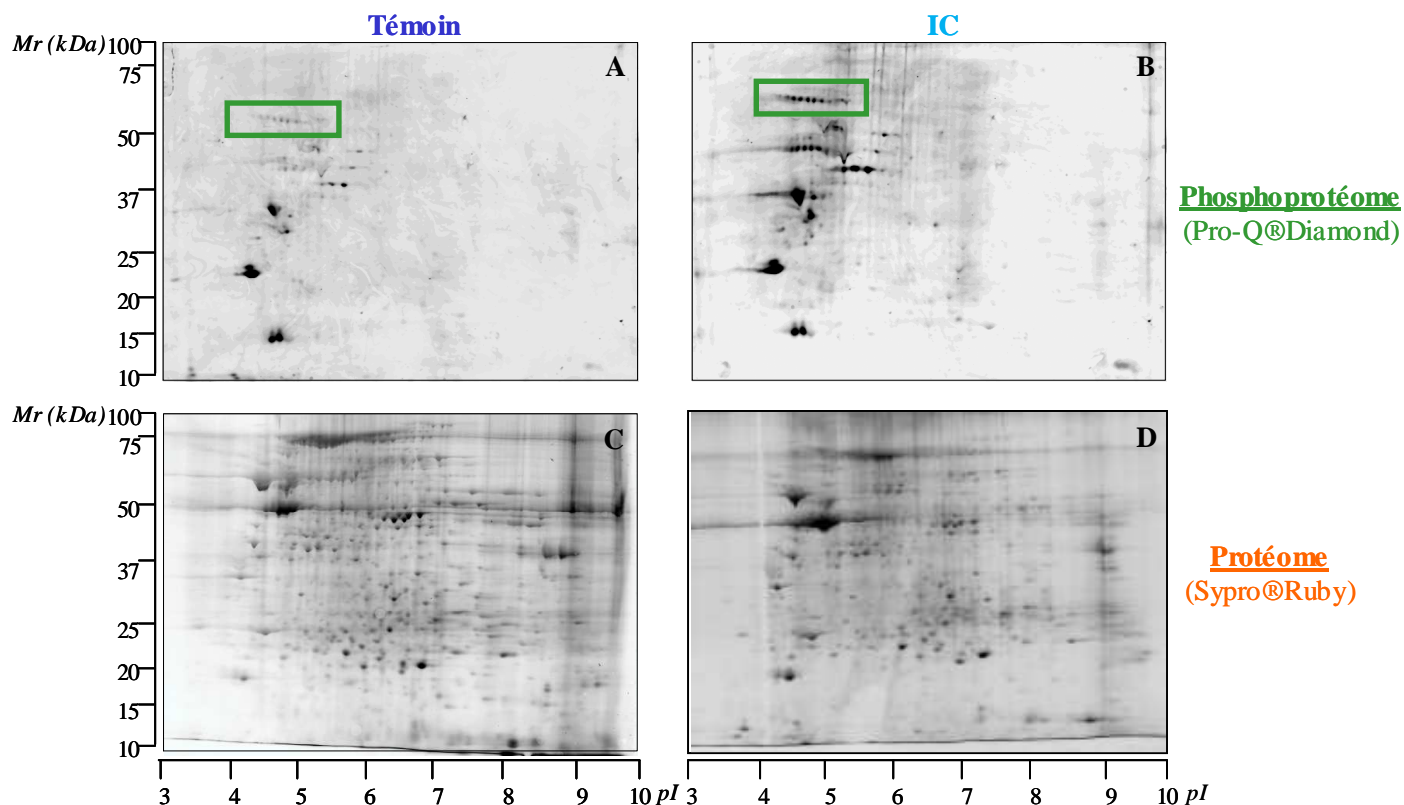 Témoin
IC
Mr (kDa) 100
75
50
37
25
20
15
10
A
B
Phosphoprotéome
(Pro-Q®Diamond)
Mr (kDa) 100
75
50
37
25
20
15
10
C
D
Protéome
(Sypro®Ruby)
3 4 5 6 7 8 9 10 pI
3 4 5 6 7 8 9 10 pI